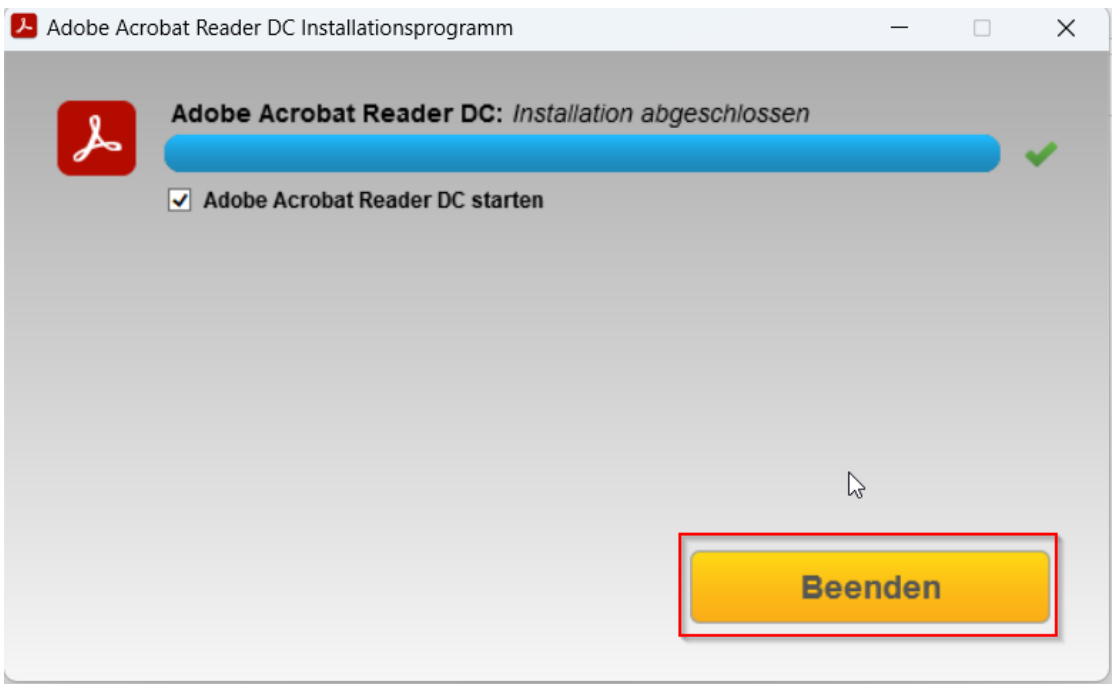 Adobe Acrobat Reader DC Installationsprogramm
Adobe Acrobat Reader DC: Installation abgeschlossen
Adobe Acrobat Reader DC starten
Beenden